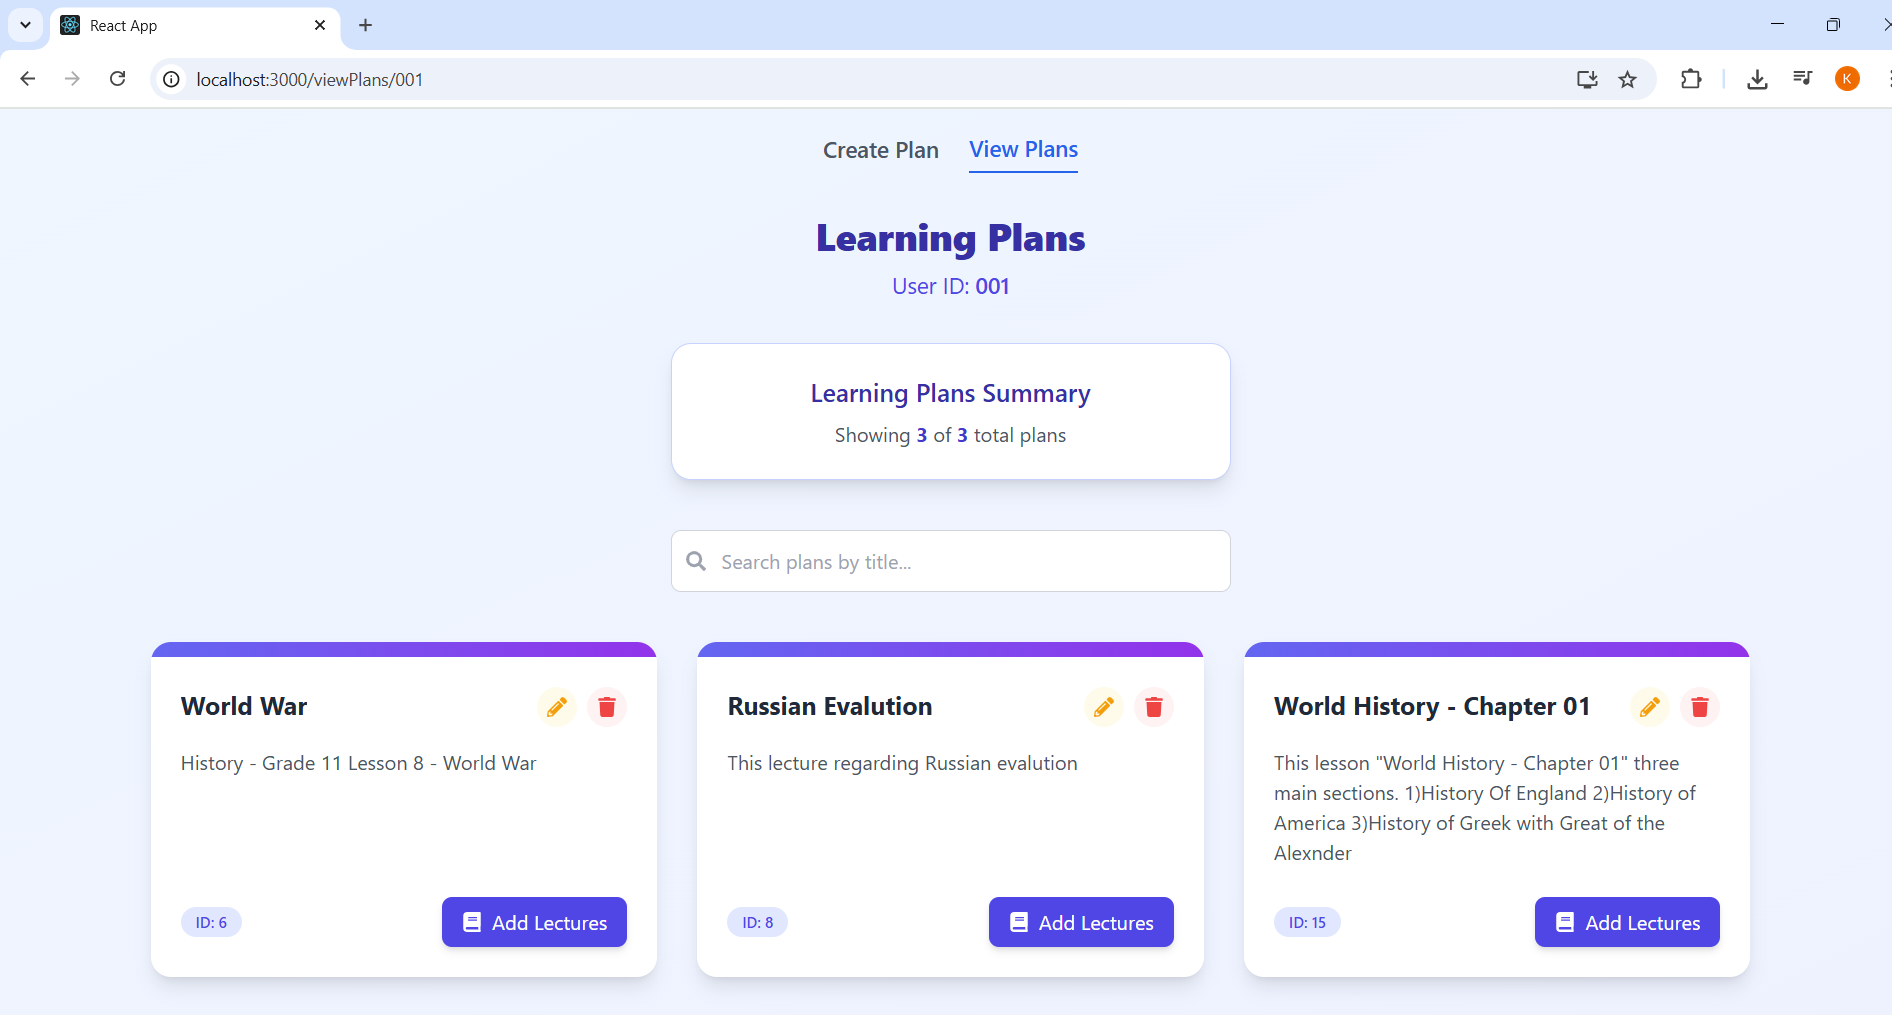 React App
localhost:3000/viewPlans/001
K
Create Plan
View Plans
Learning Plans
User ID: 001
Learning Plans Summary
Showing 3 of 3 total plans
Search plans by title...
World War
History - Grade 11 Lesson 8 - World War
ID: 6
Add Lectures
Russian Evalution
This lecture regarding Russian evalution
ID: 8
Add Lectures
World History - Chapter 01
This lesson "World History - Chapter 01" three
main sections. 1)History Of England 2)History of
America 3)History of Greek with Great of the
Alexnder
ID: 15
Add Lectures